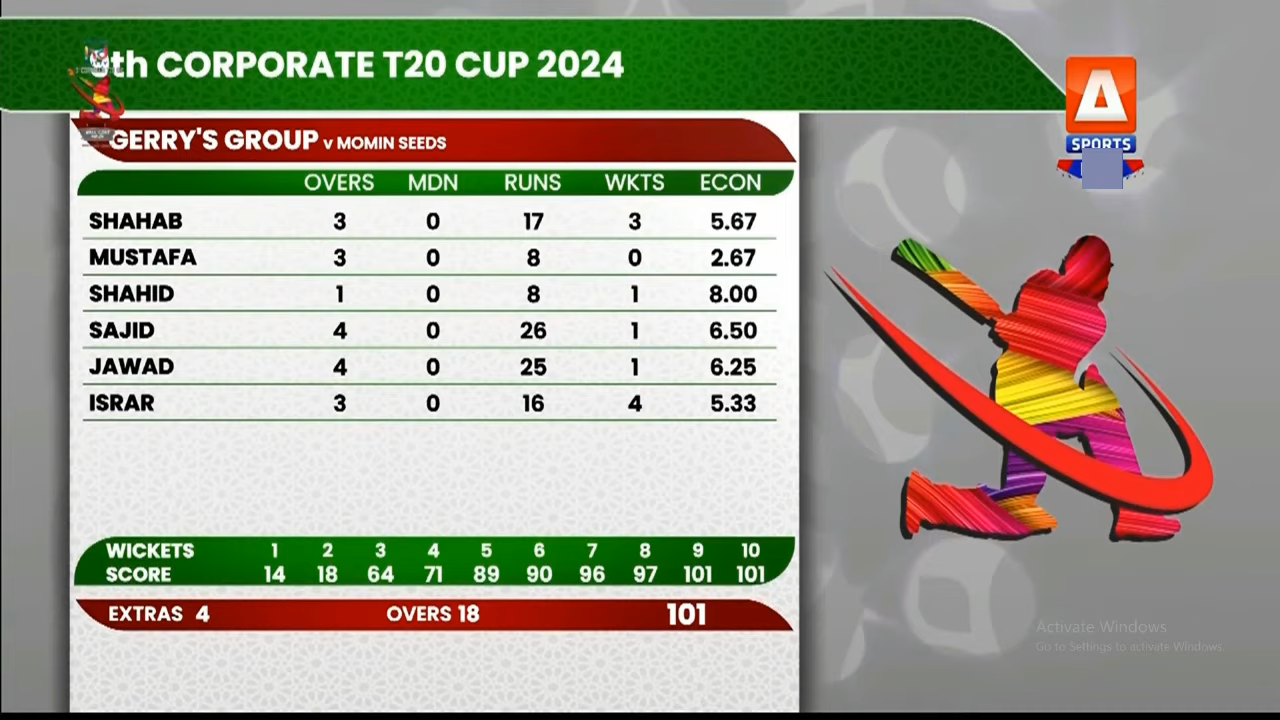 th CORPORATE T20 CUP 2024
A
SPORTS
GERRY'S GROUP v MOMIN SEEDS
OVERS MDN RUNS WKTS ECON
SHAHAB 3 0 17 3 5.67
MUSTAFA 3 0 8 0 2.67
SHAHID 1 0 8 1 8.00
SAJID 4 0 26 1 6.50
JAWAD 4 0 25 1 6.25
ISRAR 3 0 16 4 5.33
WICKETS 1 2 3 4 5 6 7 8 9 10
SCORE 14 18 64 71 89 90 96 97 101 101
EXTRAS 4 OVERS 18 101
Activate Windows
Go to Settings to activate Windows.